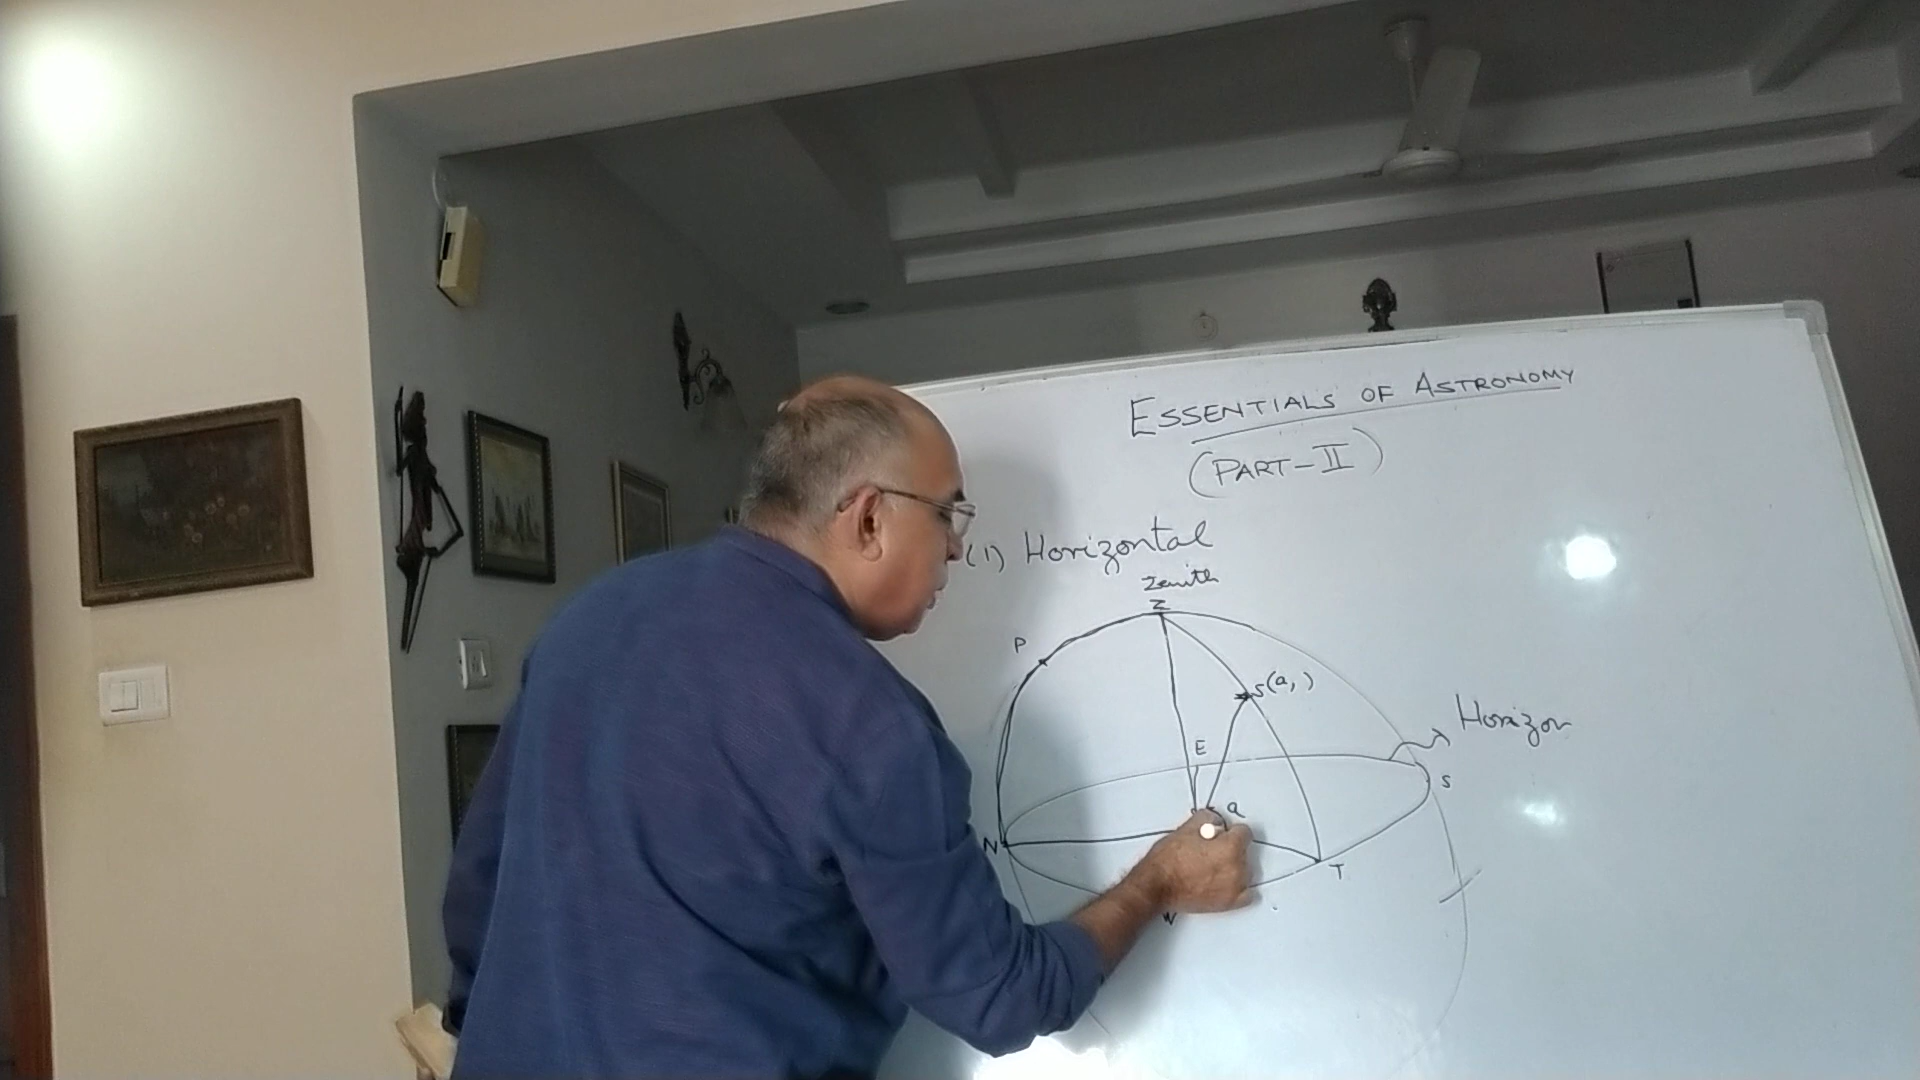 ESSENTIALS OF ASTRONOMY
(PART-II)
(1) Horizontal
Zenith
Z
P
S(a, )
Horizon
E
S
a
N
T
W